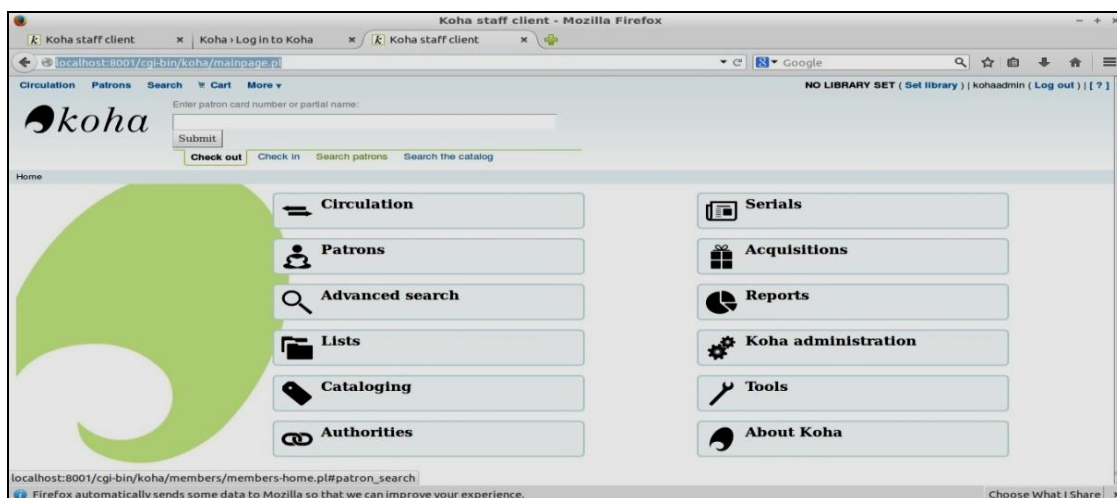 Koha staff client - Mozilla Firefox
Koha staff client × Koha › Log in to Koha × Koha staff client ×
localhost:8001/cgi-bin/koha/mainpage.pl Google
Circulation Patrons Search Cart More NO LIBRARY SET ( Set library ) | kohaadmin ( Log out ) | [ ? ]
koha
Enter patron card number or partial name:
Submit
Check out Check in Search patrons Search the catalog
Home
Circulation Serials
Patrons Acquisitions
Advanced search Reports
Lists Koha administration
Cataloging Tools
Authorities About Koha
localhost:8001/cgi-bin/koha/members/members-home.pl#patron_search
Firefox automatically sends some data to Mozilla so that we can improve your experience. Choose What I Share ×